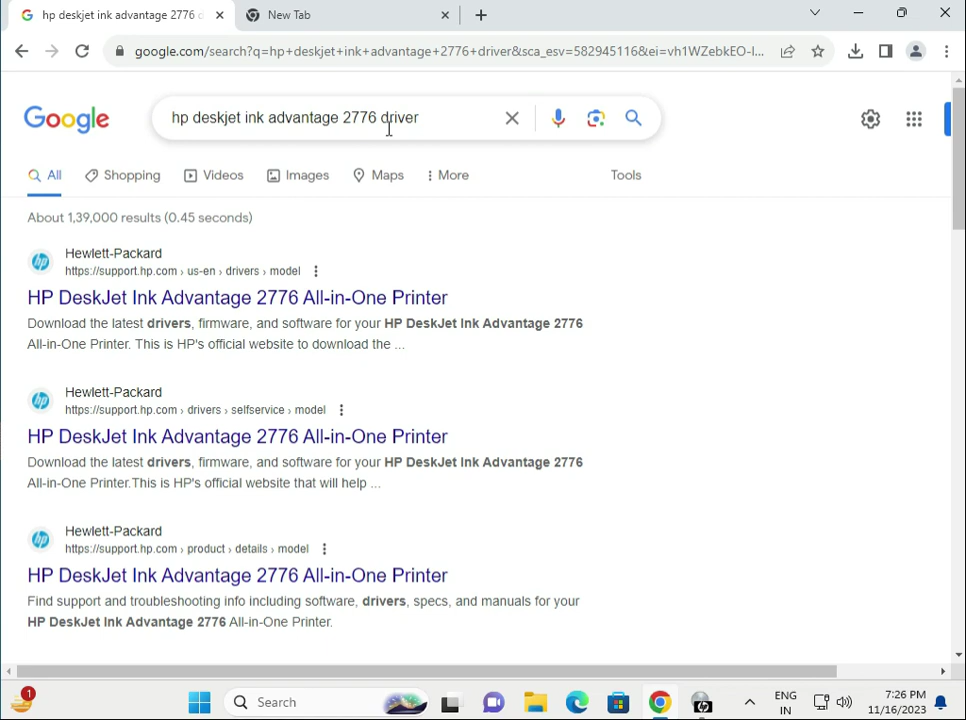 hp deskjet ink advantage 2776 d
New Tab
google.com/search?q=hp+deskjet+ink+advantage+2776+driver&sca_esv=582945116&ei=vh1WZebkEO-I...
Google
hp deskjet ink advantage 2776 driver
All
Shopping
Videos
Images
Maps
More
Tools
About 1,39,000 results (0.45 seconds)
hp
Hewlett-Packard
https://support.hp.com › us-en › drivers › model
HP DeskJet Ink Advantage 2776 All-in-One Printer
Download the latest drivers, firmware, and software for your HP DeskJet Ink Advantage 2776
All-in-One Printer. This is HP's official website to download the ...
hp
Hewlett-Packard
https://support.hp.com › drivers › selfservice › model
HP DeskJet Ink Advantage 2776 All-in-One Printer
Download the latest drivers, firmware, and software for your HP DeskJet Ink Advantage 2776
All-in-One Printer.This is HP's official website that will help ...
hp
Hewlett-Packard
https://support.hp.com › product › details › model
HP DeskJet Ink Advantage 2776 All-in-One Printer
Find support and troubleshooting info including software, drivers, specs, and manuals for your
HP DeskJet Ink Advantage 2776 All-in-One Printer.
1
Search
hp
ENG
IN
7:26 PM
11/16/2023